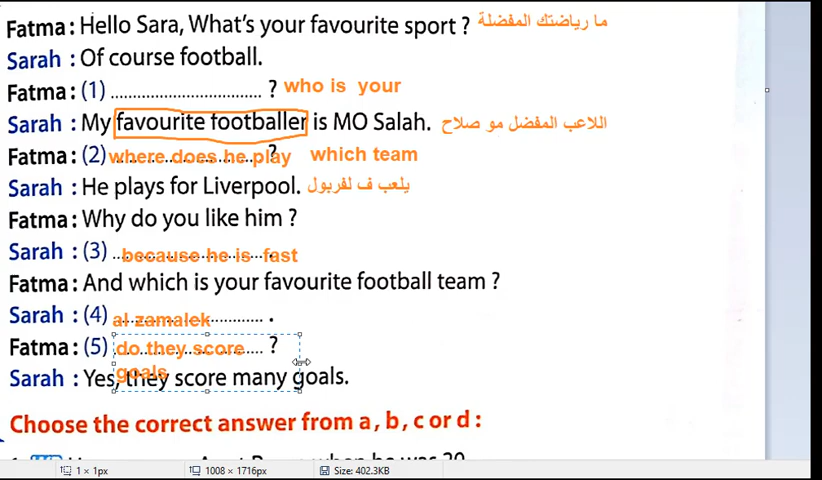 Fatma : Hello Sara, What's your favourite sport ? ما رياضتك المفضلة
Sarah : Of course football.
Fatma : (1) .............................. ? who is your
Sarah : My favourite footballer is MO Salah. اللاعب المفضل مو صلاح
Fatma : (2) where does he play ? which team
Sarah : He plays for Liverpool. يلعب ف لفربول
Fatma : Why do you like him ?
Sarah : (3) because he is fast
Fatma : And which is your favourite football team ?
Sarah : (4) al zamalek .
Fatma : (5) do they score ?
goals
Sarah : Yes, they score many goals.
Choose the correct answer from a, b, c or d :
1 × 1px 1008 × 1716px Size: 402.3KB